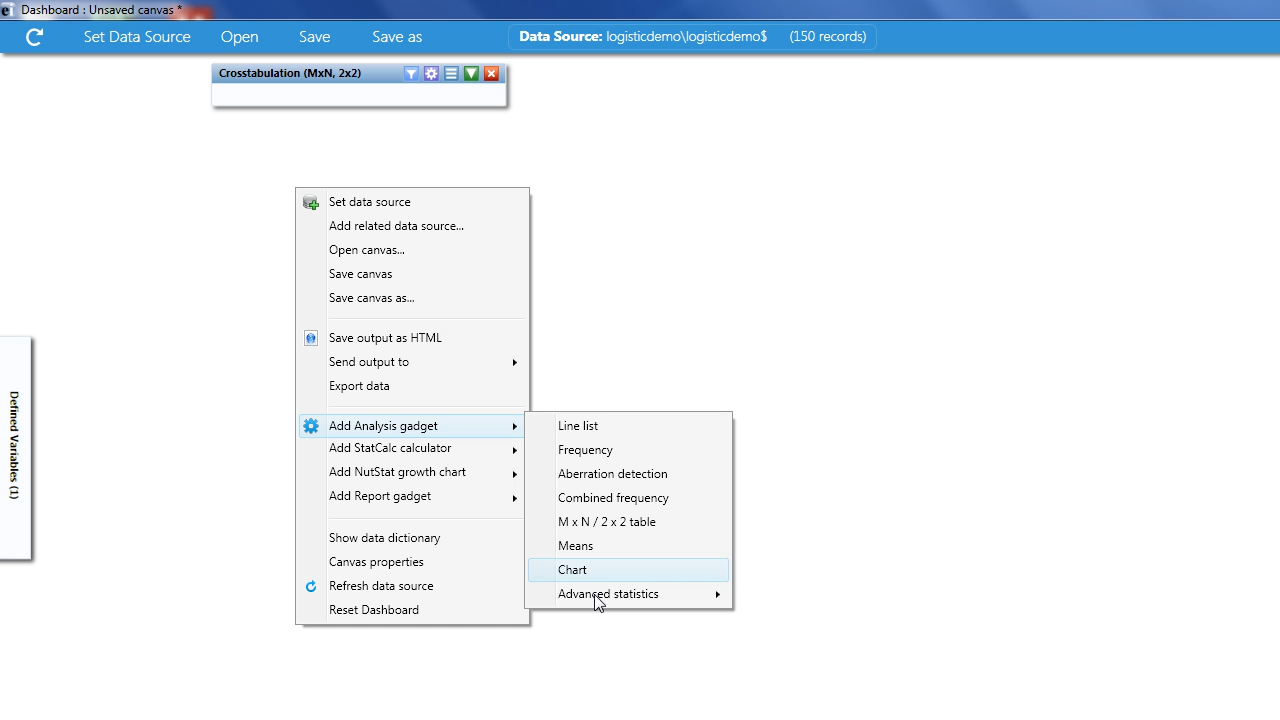 Dashboard : Unsaved canvas *
Set Data Source Open Save Save as Data Source: logisticdemo\logisticdemo$ (150 records)
Crosstabulation (MxN, 2x2)
Set data source
Add related data source...
Open canvas...
Save canvas
Save canvas as...
Save output as HTML
Send output to
Export data
Add Analysis gadget
Add StatCalc calculator
Add NutStat growth chart
Add Report gadget
Show data dictionary
Canvas properties
Refresh data source
Reset Dashboard
Line list
Frequency
Aberration detection
Combined frequency
M x N / 2 x 2 table
Means
Chart
Advanced statistics
Defined Variables (1)